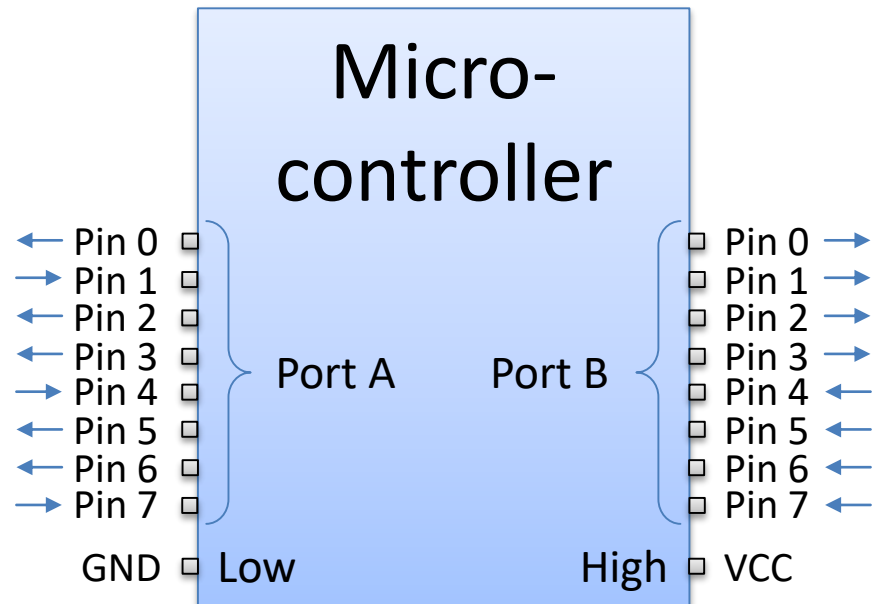 Micro-
controller
Pin 0
Pin 1
Pin 2
Pin 3
Pin 4
Pin 5
Pin 6
Pin 7
Port A
Port B
Pin 0
Pin 1
Pin 2
Pin 3
Pin 4
Pin 5
Pin 6
Pin 7
GND Low High VCC